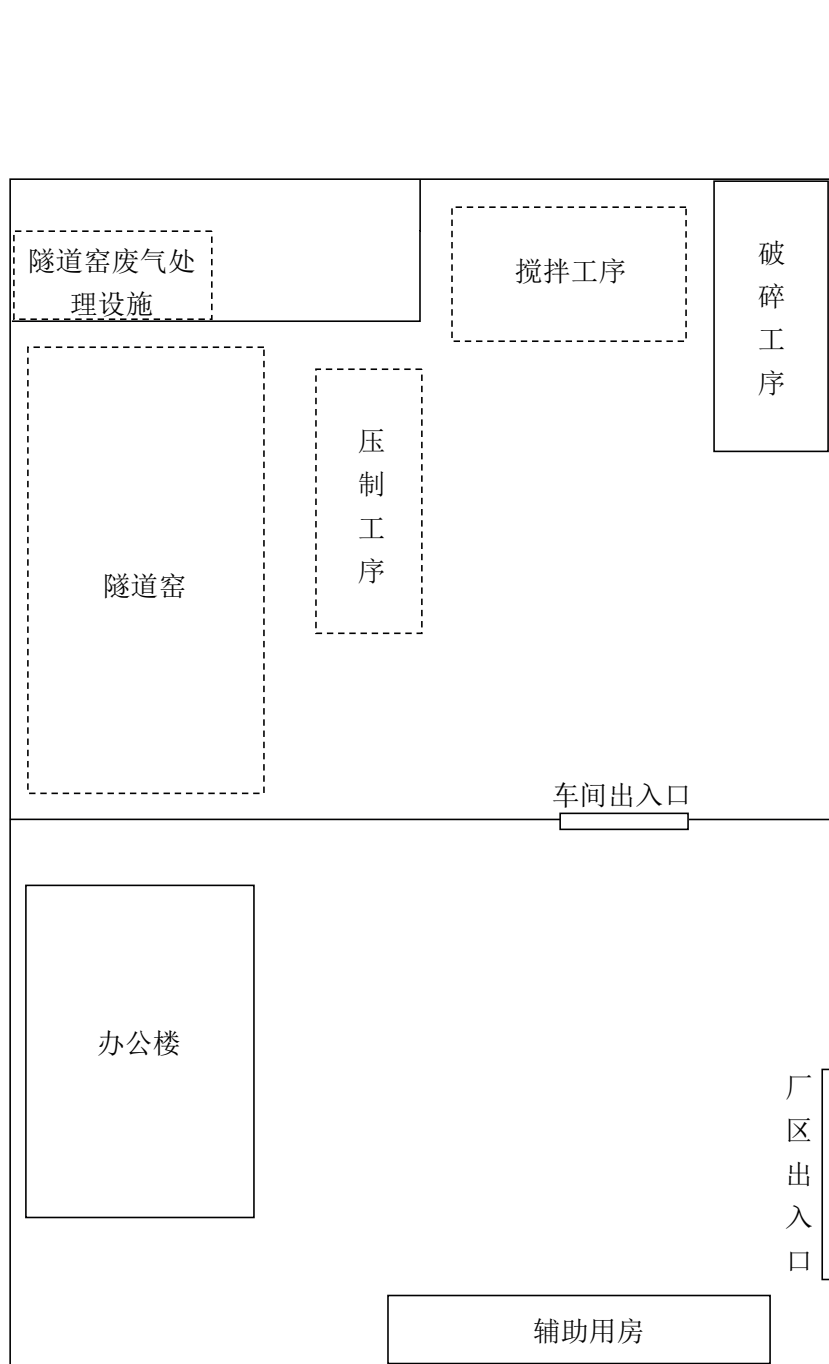 隧道窑废气处
理设施
搅拌工序
破碎工序
压制工序
隧道窑
车间出入口
办公楼
厂区出入口
辅助用房